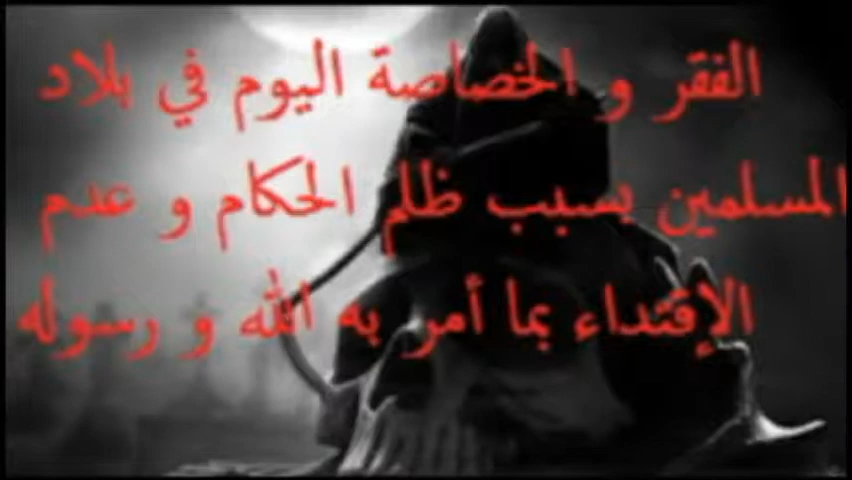 الفقر و الخصاصة اليوم في بلاد
المسلمين بسبب ظلم الحكام و عدم
الإقتداء بما أمر به الله و رسوله